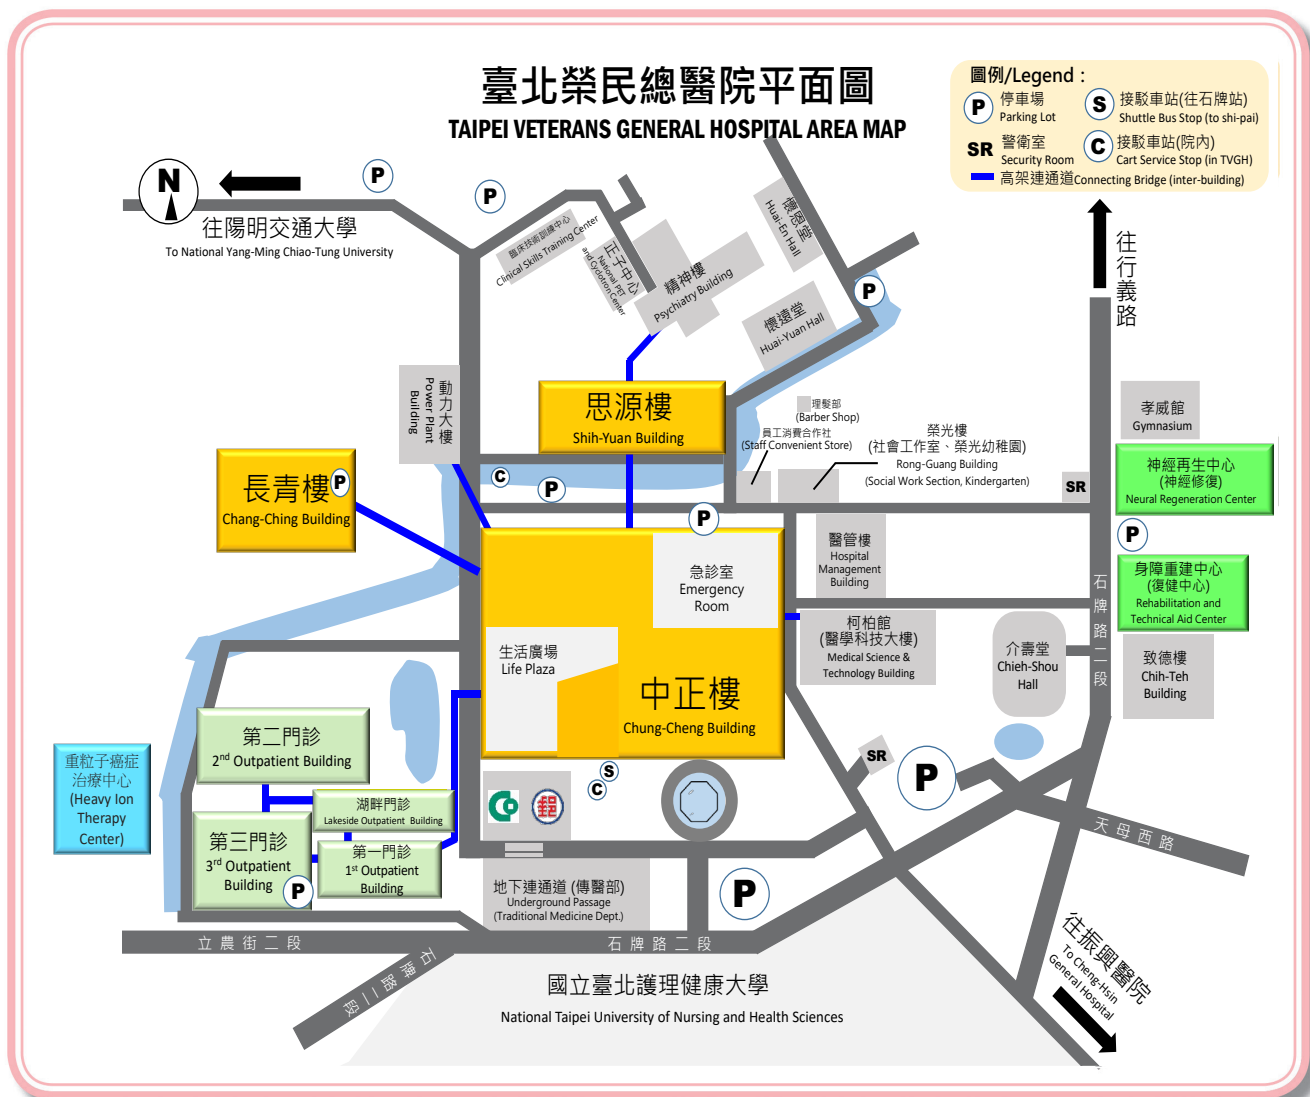 臺北榮民總醫院平面圖
TAIPEI VETERANS GENERAL HOSPITAL AREA MAP
圖例/Legend：
P
停車場
Parking Lot
S
接駁車站(往石牌站)
Shuttle Bus Stop (to shi-pai)
SR
警衛室
Security Room
C
接駁車站(院內)
Cart Service Stop (in TVGH)
高架連通道Connecting Bridge (inter-building)
N
往陽明交通大學
To National Yang-Ming Chiao-Tung University
P
P
臨床技術訓練中心
Clinical Skills Training Center
正子中心
National PET
and Cyclotron Center
精神樓
Psychiatry Building
懷恩堂
Huai-En Hall
懷遠堂
Huai-Yuan Hall
P
往行義路
動力大樓
Power Plant
Building
思源樓
Shih-Yuan Building
理髮部
(Barber Shop)
員工消費合作社
(Staff Convenient Store)
榮光樓
(社會工作室、榮光幼稚園)
Rong-Guang Building
(Social Work Section, Kindergarten)
孝威館
Gymnasium
神經再生中心
(神經修復)
Neural Regeneration Center
SR
長青樓
P
Chang-Ching Building
C
P
P
P
急診室
Emergency
Room
醫管樓
Hospital
Management
Building
石牌路二段
身障重建中心
(復健中心)
Rehabilitation and
Technical Aid Center
柯柏館
(醫學科技大樓)
Medical Science &
Technology Building
介壽堂
Chieh-Shou
Hall
致德樓
Chih-Teh
Building
生活廣場
Life Plaza
中正樓
Chung-Cheng Building
第二門診
2nd Outpatient Building
重粒子癌症
治療中心
(Heavy Ion
Therapy
Center)
湖畔門診
Lakeside Outpatient Building
第三門診
3rd Outpatient
Building
P
第一門診
1st Outpatient
Building
S
C
郵
SR
P
天母西路
地下連通道 (傳醫部)
Underground Passage
(Traditional Medicine Dept.)
P
立農街二段
石牌路二段
石牌路二段
往振興醫院
To Cheng-Hsin
General Hospital
國立臺北護理健康大學
National Taipei University of Nursing and Health Sciences